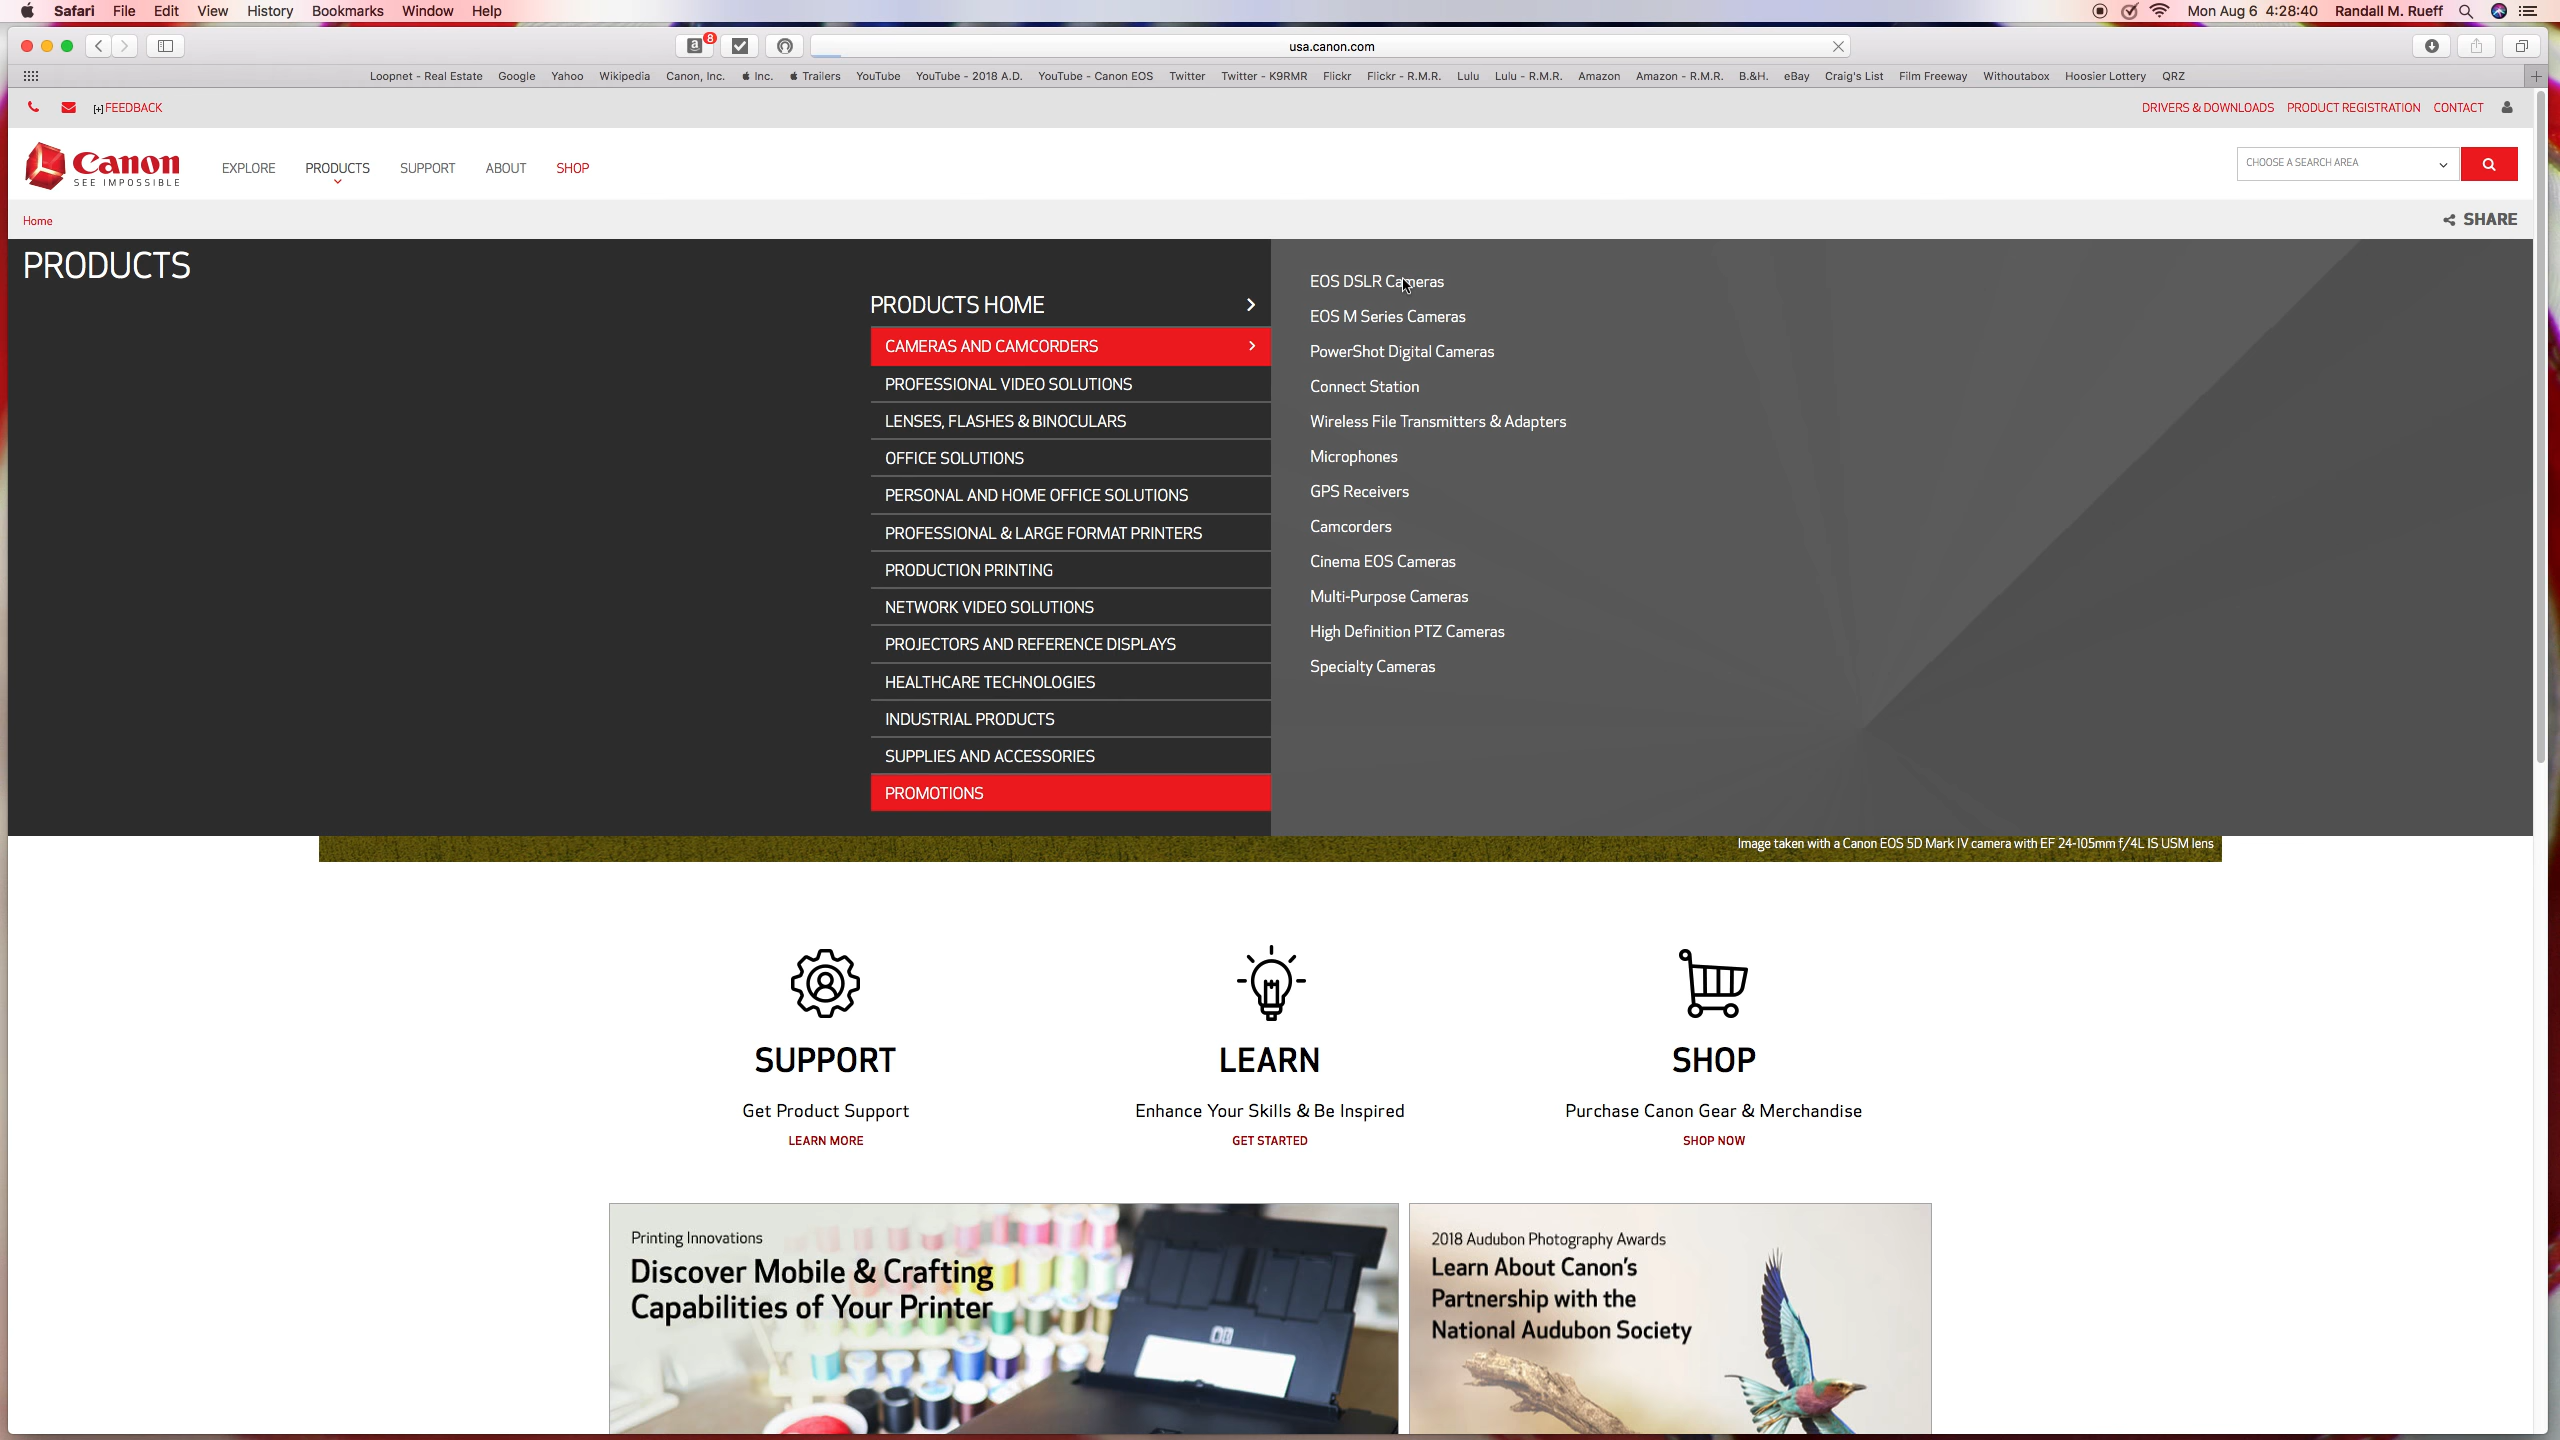 Safari File Edit View History Bookmarks Window Help
Mon Aug 6 4:28:40 Randall M. Rueff
8
usa.canon.com
Loopnet - Real Estate Google Yahoo Wikipedia Canon, Inc. Inc. Trailers YouTube YouTube - 2018 A.D. YouTube - Canon EOS Twitter Twitter - K9RMR Flickr Flickr - R.M.R. Lulu Lulu - R.M.R. Amazon Amazon - R.M.R. B.&H. eBay Craig's List Film Freeway Withoutabox Hoosier Lottery QRZ
[+] FEEDBACK
DRIVERS & DOWNLOADS PRODUCT REGISTRATION CONTACT
Canon
SEE IMPOSSIBLE
EXPLORE PRODUCTS SUPPORT ABOUT SHOP
CHOOSE A SEARCH AREA
Home
SHARE
PRODUCTS
PRODUCTS HOME
CAMERAS AND CAMCORDERS
PROFESSIONAL VIDEO SOLUTIONS
LENSES, FLASHES & BINOCULARS
OFFICE SOLUTIONS
PERSONAL AND HOME OFFICE SOLUTIONS
PROFESSIONAL & LARGE FORMAT PRINTERS
PRODUCTION PRINTING
NETWORK VIDEO SOLUTIONS
PROJECTORS AND REFERENCE DISPLAYS
HEALTHCARE TECHNOLOGIES
INDUSTRIAL PRODUCTS
SUPPLIES AND ACCESSORIES
PROMOTIONS
EOS DSLR Cameras
EOS M Series Cameras
PowerShot Digital Cameras
Connect Station
Wireless File Transmitters & Adapters
Microphones
GPS Receivers
Camcorders
Cinema EOS Cameras
Multi-Purpose Cameras
High Definition PTZ Cameras
Specialty Cameras
Image taken with a Canon EOS 5D Mark IV camera with EF 24-105mm f/4L IS USM lens
SUPPORT
Get Product Support
LEARN MORE
LEARN
Enhance Your Skills & Be Inspired
GET STARTED
SHOP
Purchase Canon Gear & Merchandise
SHOP NOW
Printing Innovations
Discover Mobile & Crafting
Capabilities of Your Printer
2018 Audubon Photography Awards
Learn About Canon's
Partnership with the
National Audubon Society